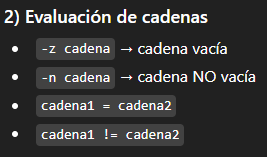 2) Evaluación de cadenas
• -z cadena → cadena vacía
• -n cadena → cadena NO vacía
• cadena1 = cadena2
• cadena1 != cadena2